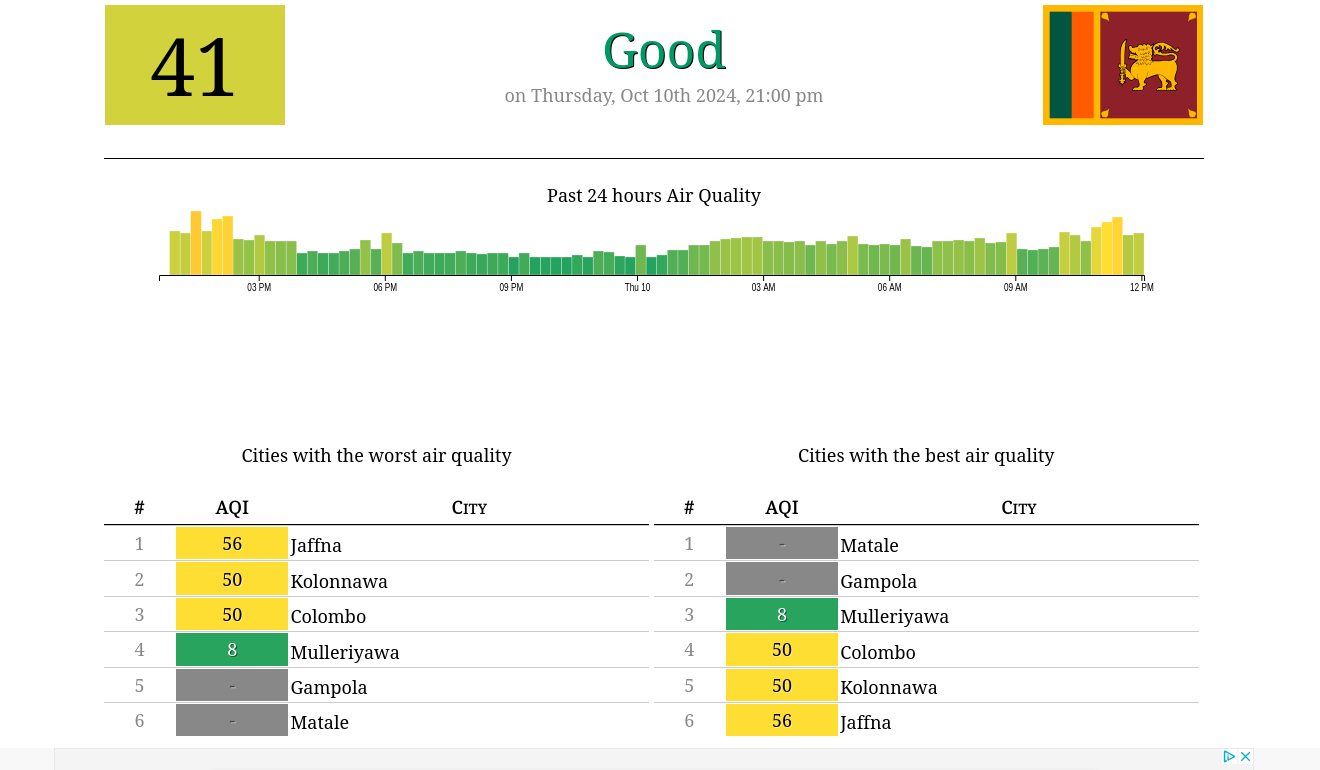 41
Good
on Thursday, Oct 10th 2024, 21:00 pm
Past 24 hours Air Quality
03 PM 06 PM 09 PM Thu 10 03 AM 06 AM 09 AM 12 PM
Cities with the worst air quality
# AQI City
1 56 Jaffna
2 50 Kolonnawa
3 50 Colombo
4 8 Mulleriyawa
5 - Gampola
6 - Matale
Cities with the best air quality
# AQI City
1 - Matale
2 - Gampola
3 8 Mulleriyawa
4 50 Colombo
5 50 Kolonnawa
6 56 Jaffna